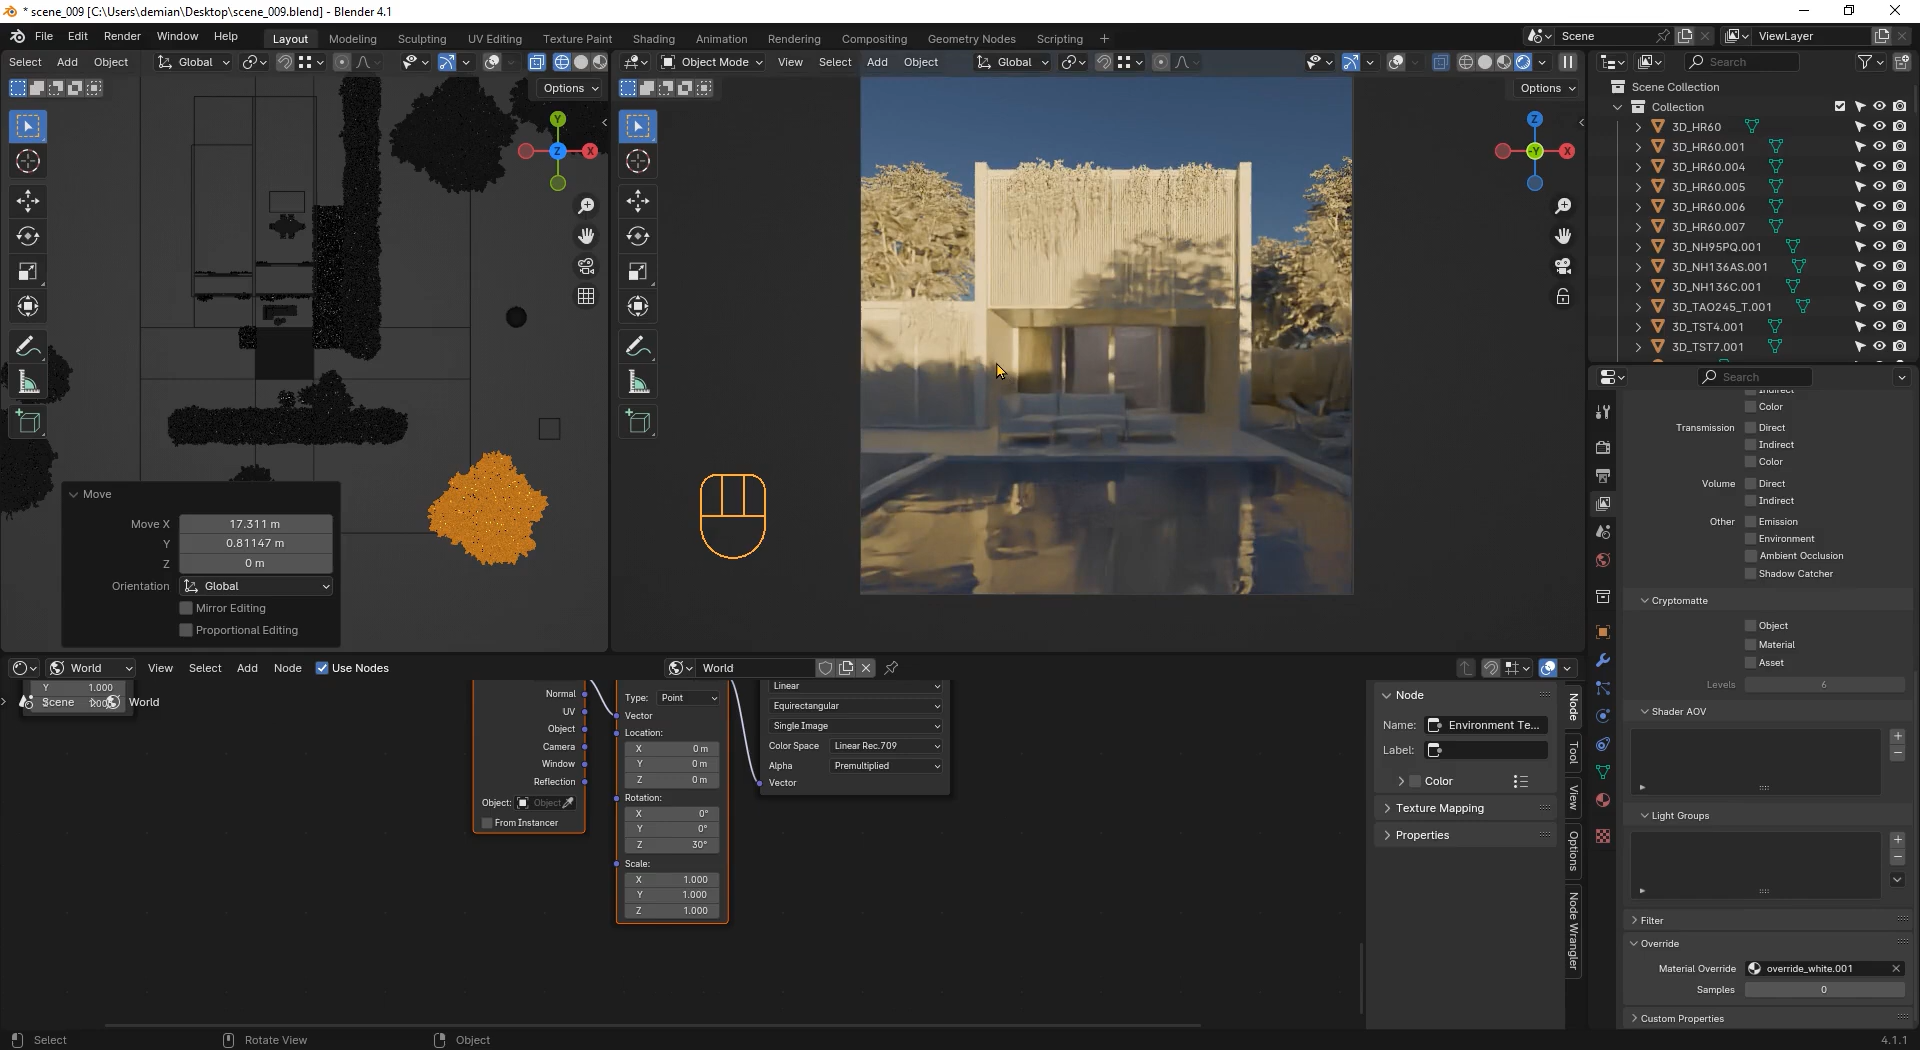 * scene_009 [C:\Users\demian\Desktop\scene_009.blend] - Blender 4.1
File Edit Render Window Help
Layout Modeling Sculpting UV Editing Texture Paint Shading Animation Rendering Compositing Geometry Nodes Scripting +
Scene
ViewLayer
Select Add Object Global
Options
Y
Z
X
Object Mode View Select Add Object Global
Options
Z
-Y
X
Search
Scene Collection
Collection
3D_HR60
3D_HR60.001
3D_HR60.004
3D_HR60.005
3D_HR60.006
3D_HR60.007
3D_NH95PQ.001
3D_NH136AS.001
3D_NH136C.001
3D_TAO245_T.001
3D_TST4.001
3D_TST7.001
Move
Move X 17.311 m
Y 0.81147 m
Z 0 m
Orientation Global
Mirror Editing
Proportional Editing
Search
Indirect
Color
Transmission Direct
Indirect
Color
Volume Direct
Indirect
Other Emission
Environment
Ambient Occlusion
Shadow Catcher
Cryptomatte
Object
Material
Asset
Levels 6
Shader AOV
Light Groups
Filter
Override
Material Override override_white.001
Samples 0
Custom Properties
World View Select Add Node Use Nodes
World
Y 1.000
Scene World
Normal
UV
Object
Camera
Window
Reflection
Object: Object
From Instancer
Type: Point
Vector
Location:
X 0 m
Y 0 m
Z 0 m
Rotation:
X 0°
Y 0°
Z 30°
Scale:
X 1.000
Y 1.000
Z 1.000
Linear
Equirectangular
Single Image
Color Space Linear Rec.709
Alpha Premultiplied
Vector
Node
Name: Environment Te...
Label:
Color
Texture Mapping
Properties
Node
Tool
View
Options
Node Wrangler
Select Rotate View Object
4.1.1